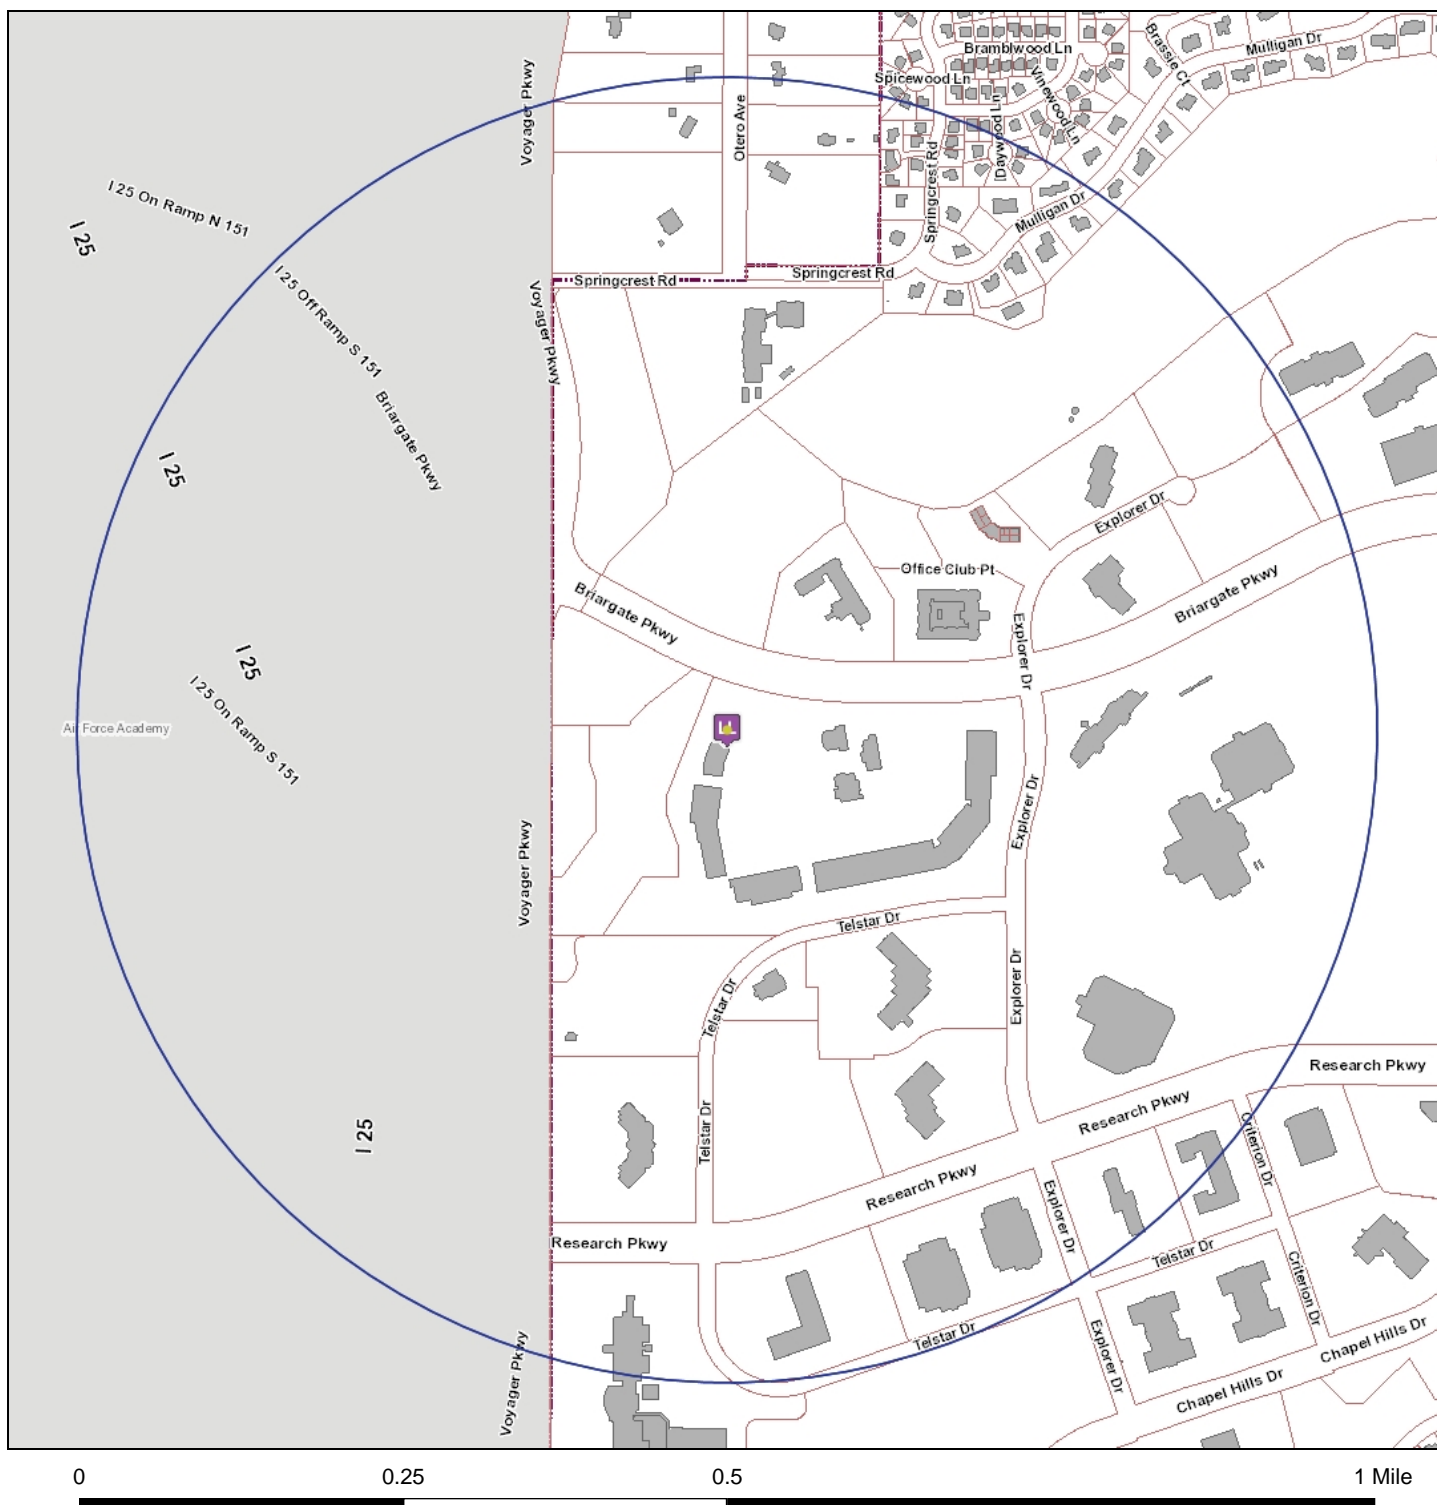 Bramblwood Ln
Mulligan Dr
Brassie Ct
Spicewood Ln
Vinewood Ln
Voyager Pkwy
Otero Ave
Daywood Ln
Springcrest Rd
I 25 On Ramp N 151
I 25
Mulligan Dr
I 25 Off Ramp S 151
Springcrest Rd
Springcrest Rd
Voyager Pkwy
Briargate Pkwy
I 25
Explorer Dr
Office Club Pt
Briargate Pkwy
Briargate Pkwy
Explorer Dr
I 25
I 25 On Ramp S 151
Air Force Academy
Explorer Dr
Voyager Pkwy
Telstar Dr
Explorer Dr
Telstar Dr
Research Pkwy
Research Pkwy
I 25
Telstar Dr
Criterion Dr
Research Pkwy
Explorer Dr
Research Pkwy
Telstar Dr
Criterion Dr
Telstar Dr
Explorer Dr
Chapel Hills Dr
Voyager Pkwy
Chapel Hills Dr
0 0.25 0.5 1 Mile